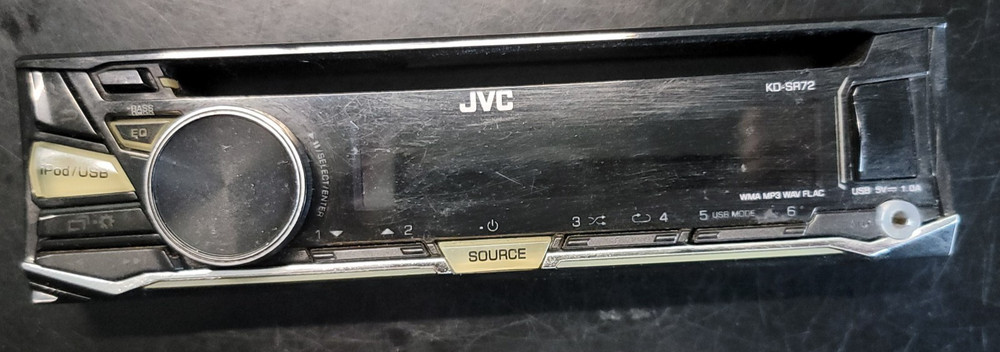 JVC
KD-SR72
BASS
EQ
iPod/USB
SELECT/ENTER
WMA MP3 WAV FLAC
USB 5V⎓1.0A
1
2
3
4
5 USB MODE
6
SOURCE